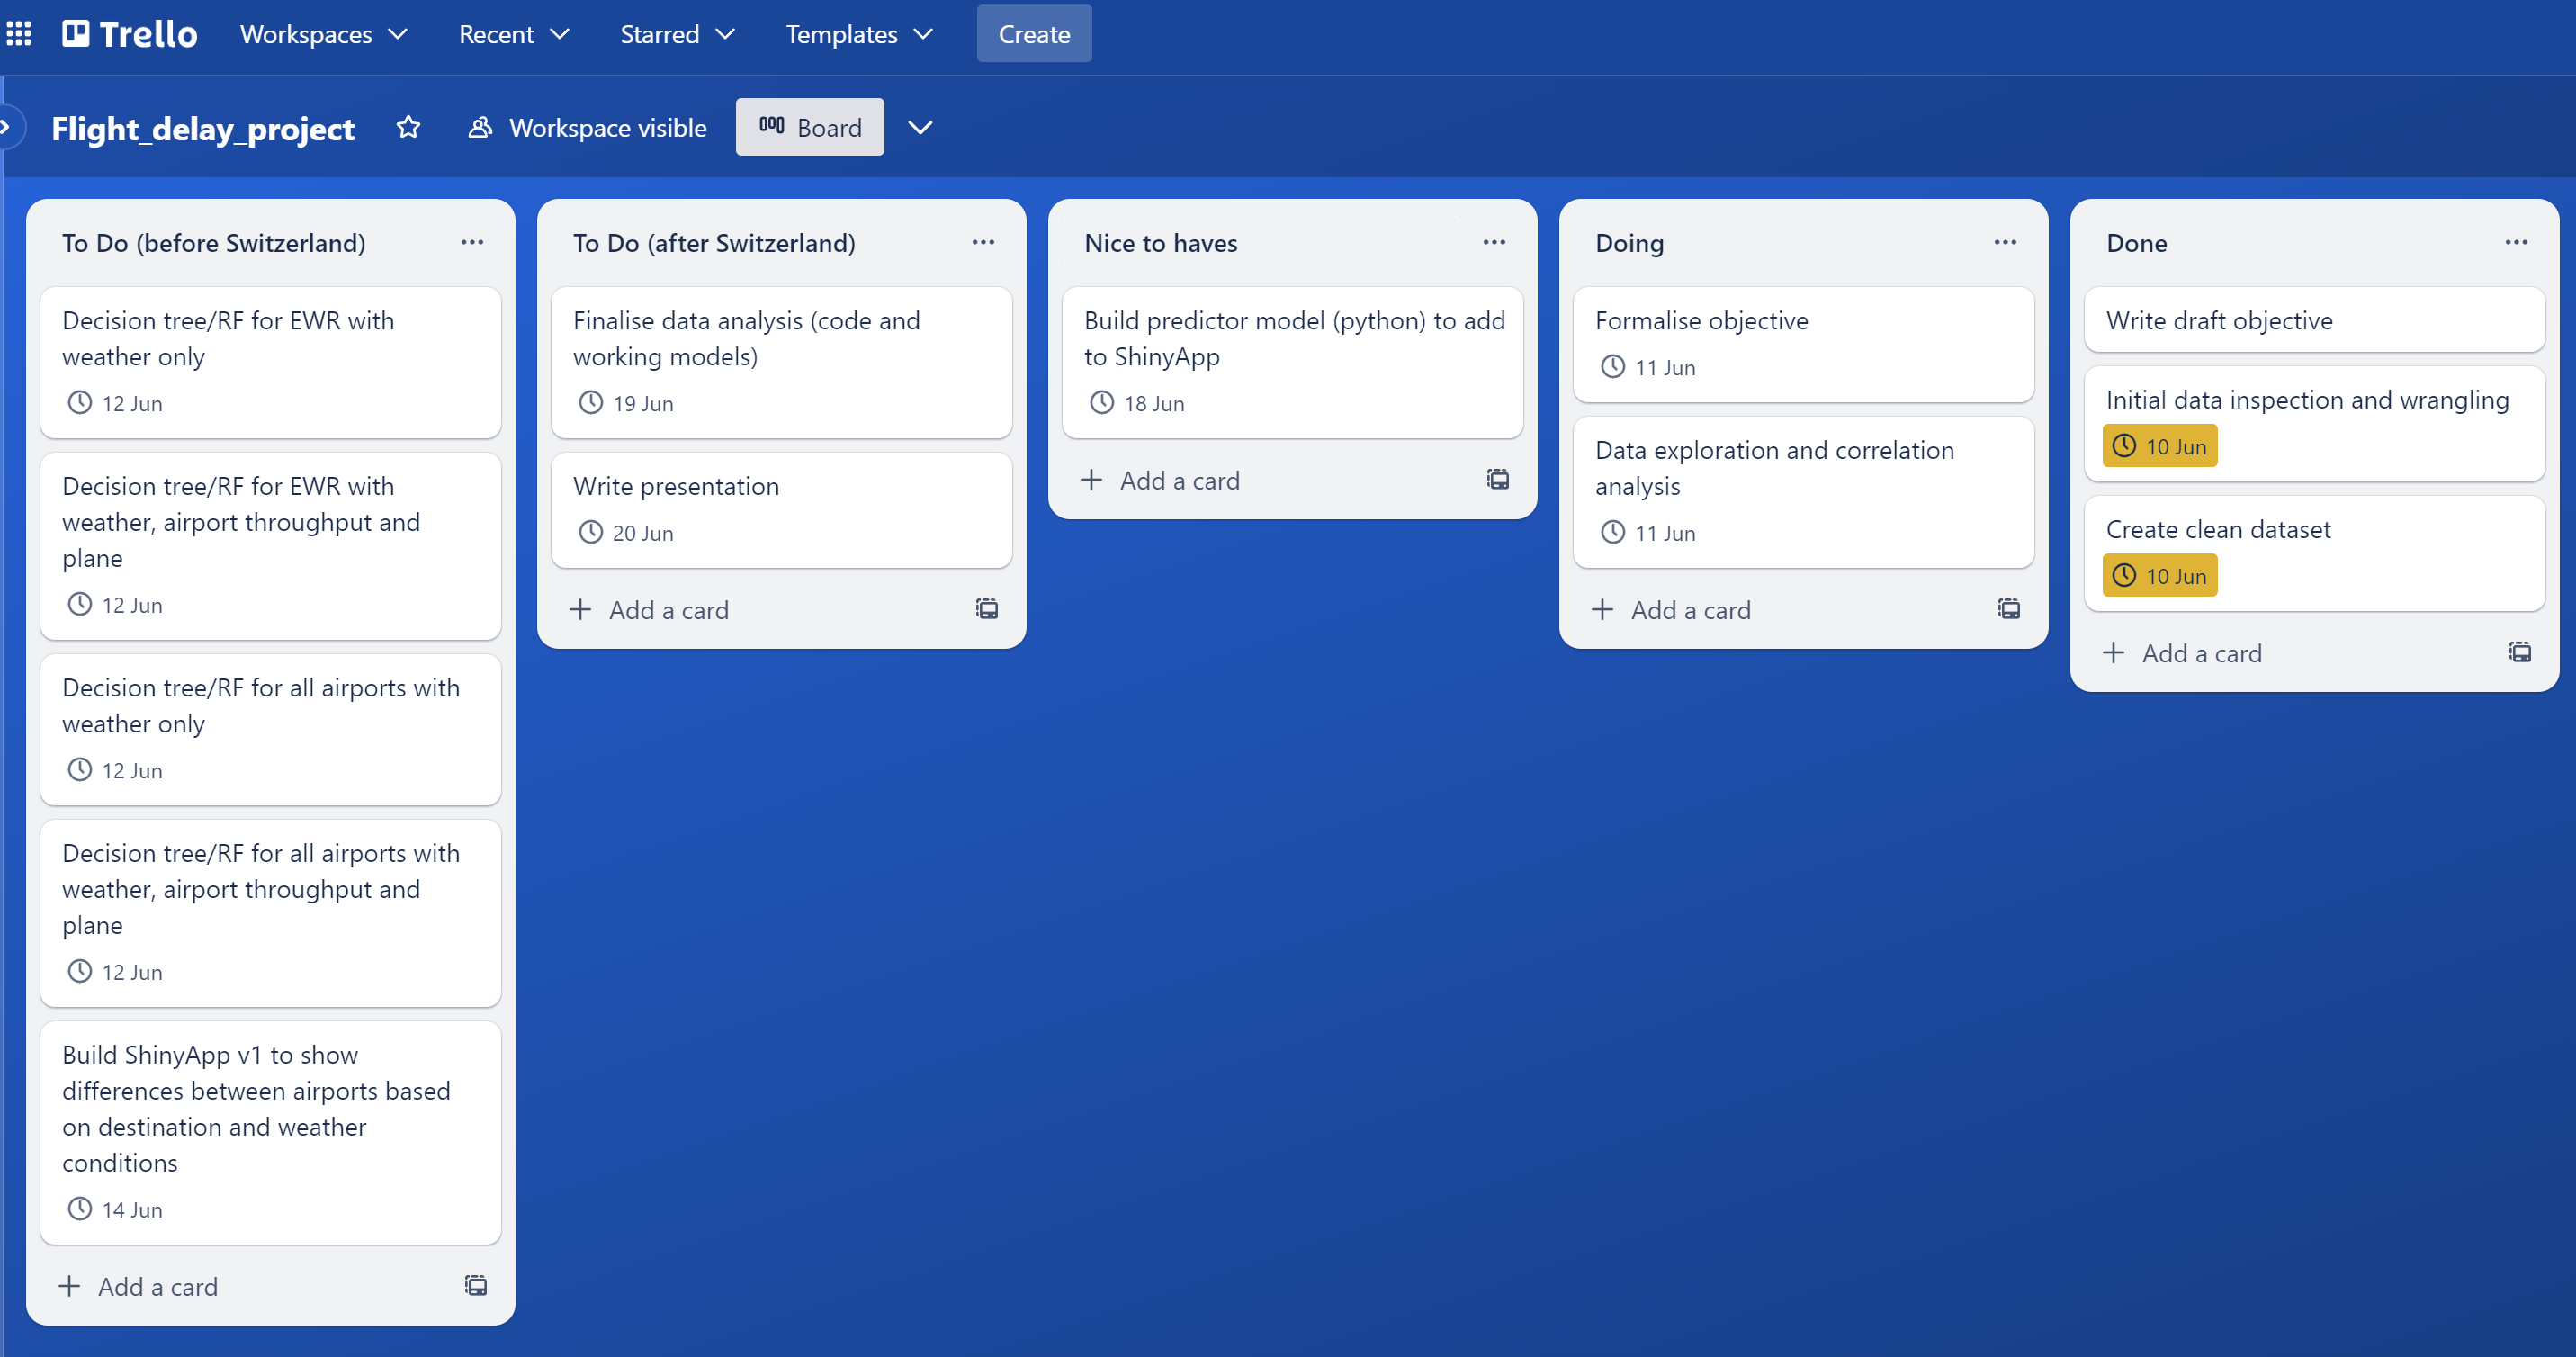 Trello Workspaces Recent Starred Templates Create
Flight_delay_project Workspace visible Board
To Do (before Switzerland)
Decision tree/RF for EWR with
weather only
12 Jun
Decision tree/RF for EWR with
weather, airport throughput and
plane
12 Jun
Decision tree/RF for all airports with
weather only
12 Jun
Decision tree/RF for all airports with
weather, airport throughput and
plane
12 Jun
Build ShinyApp v1 to show
differences between airports based
on destination and weather
conditions
14 Jun
Add a card
To Do (after Switzerland)
Finalise data analysis (code and
working models)
19 Jun
Write presentation
20 Jun
Add a card
Nice to haves
Build predictor model (python) to add
to ShinyApp
18 Jun
Add a card
Doing
Formalise objective
11 Jun
Data exploration and correlation
analysis
11 Jun
Add a card
Done
Write draft objective
Initial data inspection and wrangling
10 Jun
Create clean dataset
10 Jun
Add a card